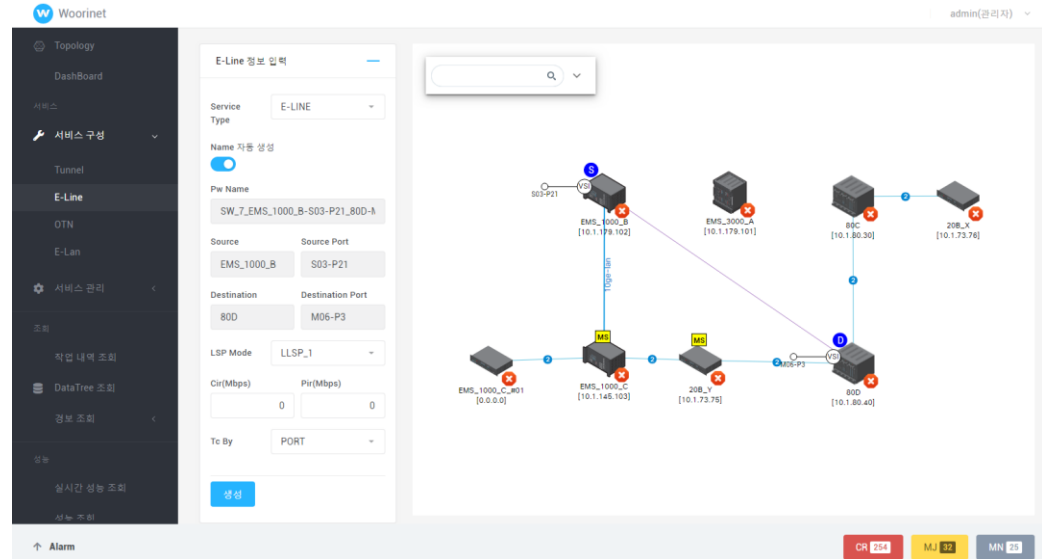 W Woorinet
admin(관리자)
Topology
DashBoard
서비스
서비스 구성
Tunnel
E-Line
OTN
E-Lan
서비스 관리
조회
작업 내역 조회
DataTree 조회
경보 조회
성능
실시간 성능 조회
성능 조회
E-Line 정보 입력
Service Type
E-LINE
Name 자동 생성
Pw Name
SW_7_EMS_1000_B-S03-P21_80D-M
Source
Source Port
EMS_1000_B
S03-P21
Destination
Destination Port
80D
M06-P3
LSP Mode
LLSP_1
Cir(Mbps)
Pir(Mbps)
0
0
Tc By
PORT
생성
S
S03-P21
VSI
EMS_1000_B
[10.1.179.102]
EMS_3000_A
[10.1.179.101]
80C
[10.1.80.30]
2
20B_X
[10.1.73.76]
10ge-lan
2
MS
MS
D
2
2
2
M06-P3
VSI
EMS_1000_C_#01
[0.0.0.0]
EMS_1000_C
[10.1.145.103]
20B_Y
[10.1.73.75]
80D
[10.1.80.40]
Alarm
CR 254
MJ 32
MN 25